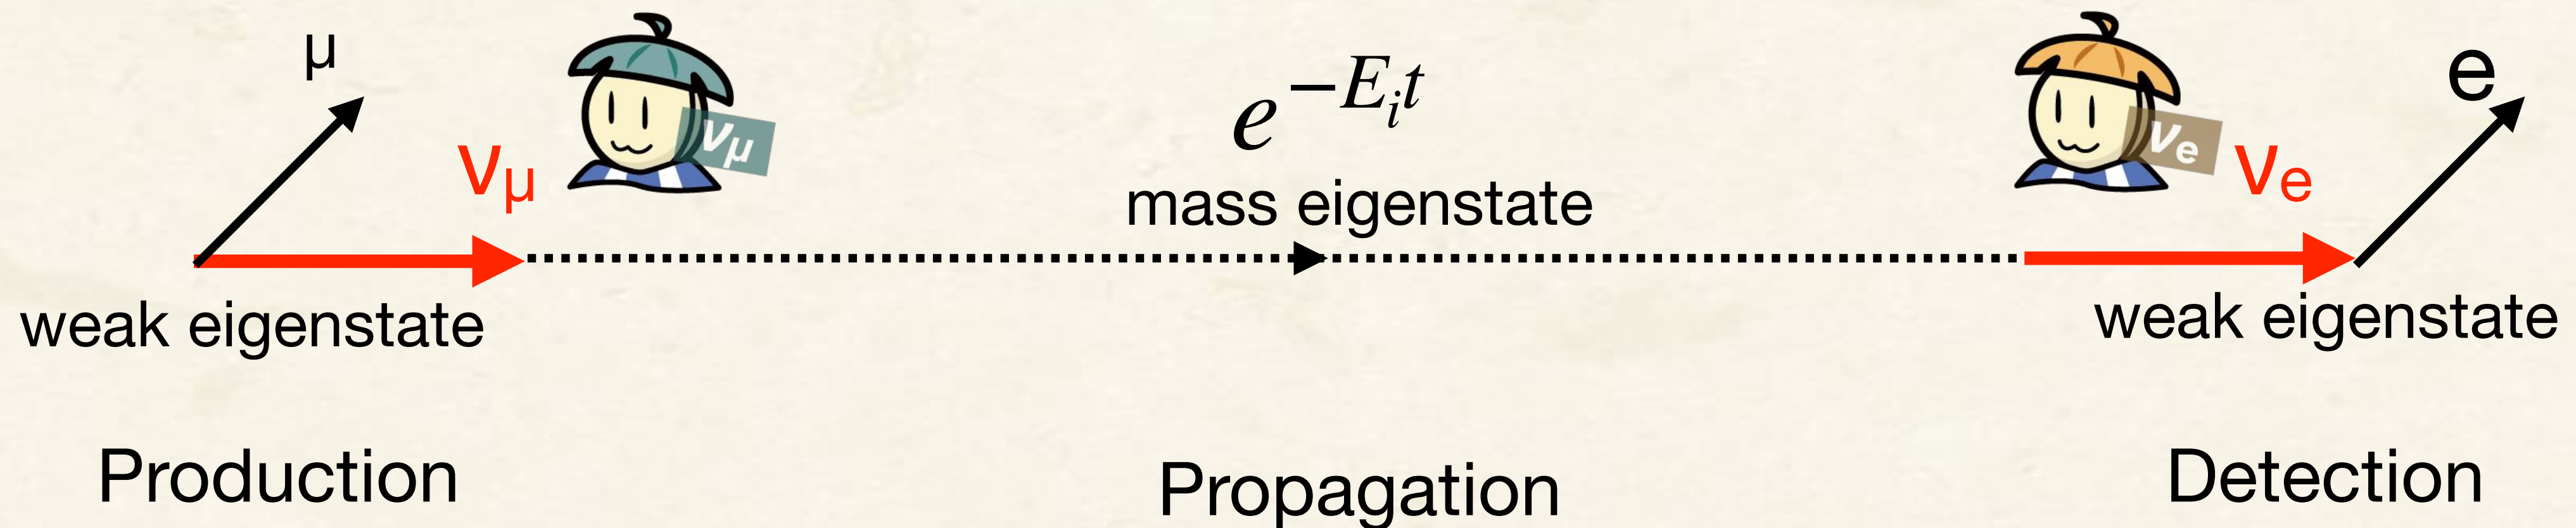 μ
νμ
νμ
weak eigenstate
Production
e^{−E_i t}
mass eigenstate
Propagation
νe
νe
e
weak eigenstate
Detection